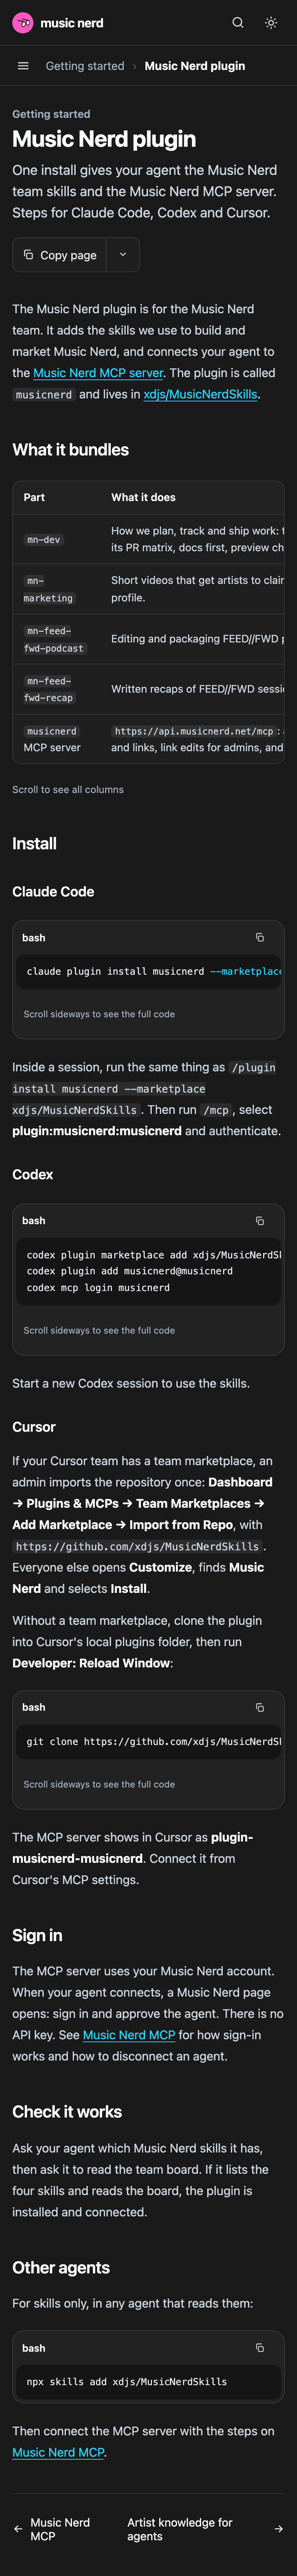 music nerd
Getting started › Music Nerd plugin
Getting started
Music Nerd plugin
One install gives your agent the Music Nerd
team skills and the Music Nerd MCP server.
Steps for Claude Code, Codex and Cursor.
Copy page
The Music Nerd plugin is for the Music Nerd
team. It adds the skills we use to build and
market Music Nerd, and connects your agent to
the Music Nerd MCP server. The plugin is called
musicnerd and lives in xdjs/MusicNerdSkills.
What it bundles
Part What it does
mn-dev
How we plan, track and ship work:
its PR matrix, docs first, preview
mn-
marketing
Short videos that get artists to
profile.
mn-feed-
fwd-podcast
Editing and packaging FEED//FWD
mn-feed-
fwd-recap
Written recaps of FEED//FWD
musicnerd
MCP server
https://api.musicnerd.net/mcp:
and links, link edits for admins, and
Scroll to see all columns
Install
Claude Code
bash
claude plugin install musicnerd --marketplace
Scroll sideways to see the full code
Inside a session, run the same thing as /plugin
install musicnerd --marketplace
xdjs/MusicNerdSkills. Then run /mcp, select
plugin:musicnerd:musicnerd and authenticate.
Codex
bash
codex plugin marketplace add
codex plugin add musicnerd@musicnerd
codex mcp login musicnerd
Scroll sideways to see the full code
Start a new Codex session to use the skills.
Cursor
If your Cursor team has a team marketplace, an
admin imports the repository once: Dashboard
→ Plugins & MCPs → Team Marketplaces →
Add Marketplace → Import from Repo, with
https://github.com/xdjs/MusicNerdSkills.
Everyone else opens Customize, finds Music
Nerd and selects Install.
Without a team marketplace, clone the plugin
into Cursor's local plugins folder, then run
Developer: Reload Window:
bash
git clone
Scroll sideways to see the full code
The MCP server shows in Cursor as plugin-
musicnerd-musicnerd. Connect it from
Cursor's MCP settings.
Sign in
The MCP server uses your Music Nerd account.
When your agent connects, a Music Nerd page
opens: sign in and approve the agent. There is no
API key. See Music Nerd MCP for how sign-in
works and how to disconnect an agent.
Check it works
Ask your agent which Music Nerd skills it has,
then ask it to read the team board. If it lists the
four skills and reads the board, the plugin is
installed and connected.
Other agents
For skills only, in any agent that reads them:
bash
npx skills add xdjs/MusicNerdSkills
Then connect the MCP server with the steps on
Music Nerd MCP.
← Music Nerd
MCP
Artist knowledge for
agents →